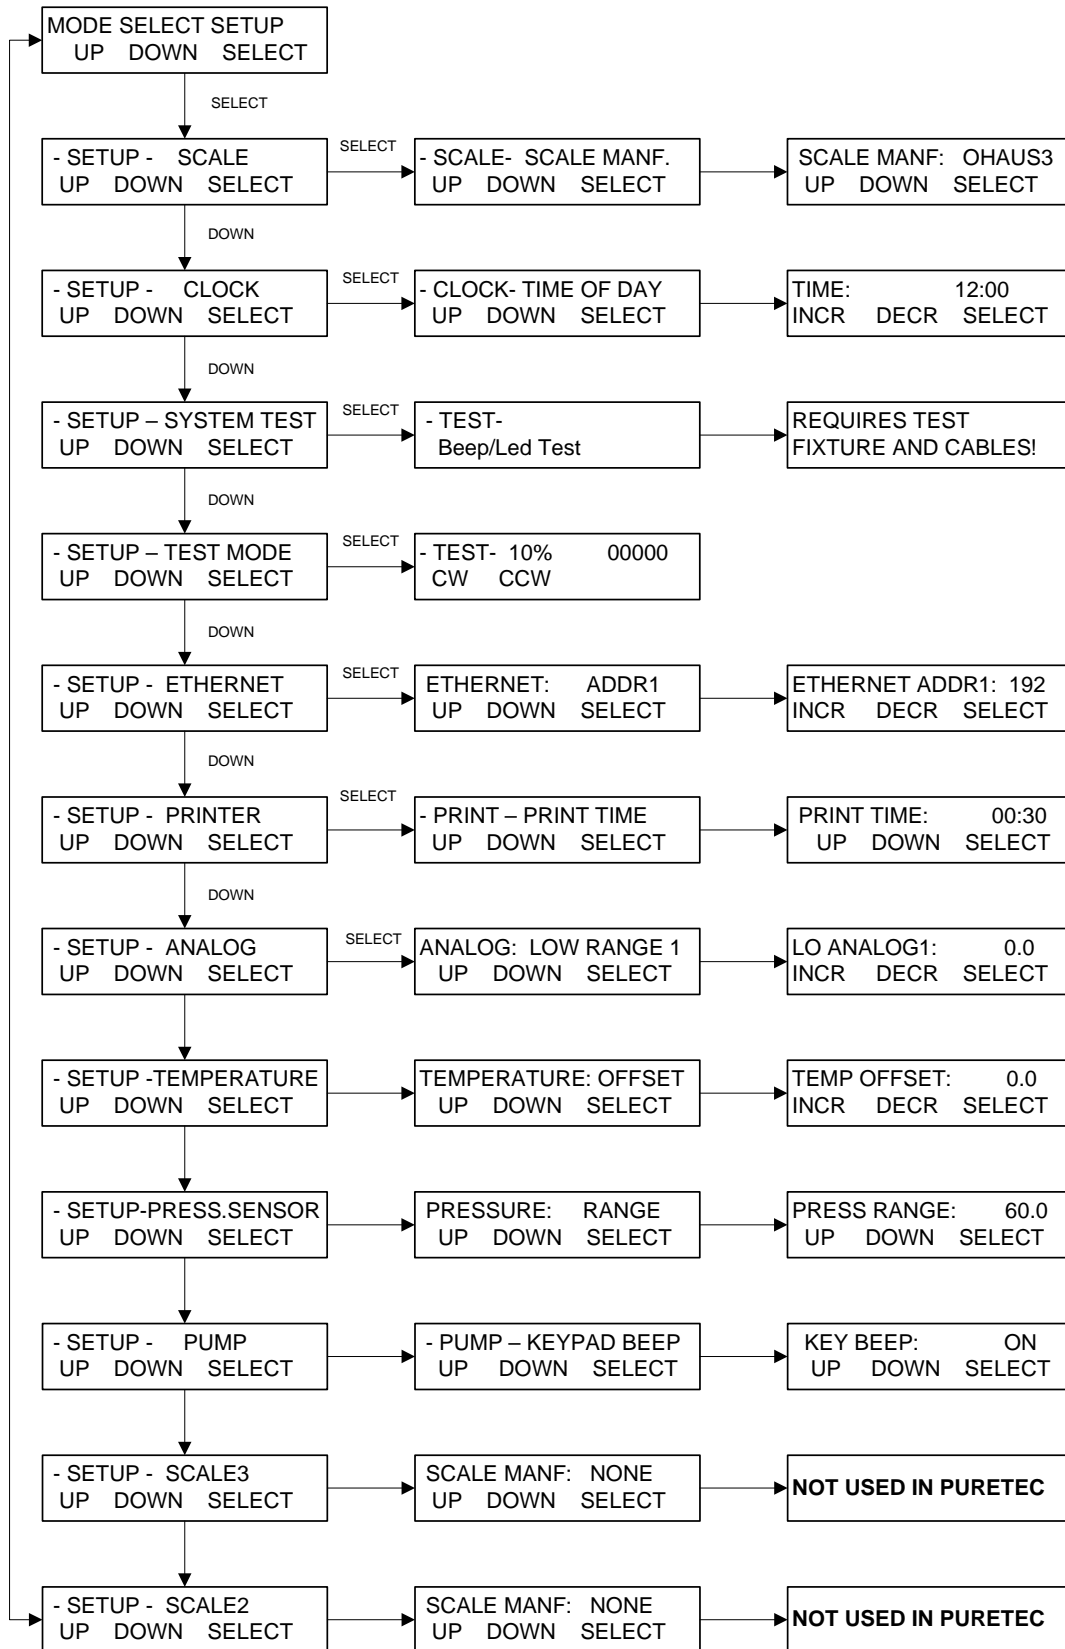 MODE SELECT SETUP
UP DOWN SELECT
SELECT
- SETUP - SCALE
UP DOWN SELECT
SELECT
- SCALE- SCALE MANF.
UP DOWN SELECT
SCALE MANF: OHAUS3
UP DOWN SELECT
DOWN
- SETUP - CLOCK
UP DOWN SELECT
SELECT
- CLOCK- TIME OF DAY
UP DOWN SELECT
TIME: 12:00
INCR DECR SELECT
DOWN
- SETUP – SYSTEM TEST
UP DOWN SELECT
SELECT
- TEST-
Beep/Led Test
REQUIRES TEST
FIXTURE AND CABLES!
DOWN
- SETUP – TEST MODE
UP DOWN SELECT
SELECT
- TEST- 10% 00000
CW CCW
DOWN
- SETUP - ETHERNET
UP DOWN SELECT
SELECT
ETHERNET: ADDR1
UP DOWN SELECT
ETHERNET ADDR1: 192
INCR DECR SELECT
DOWN
- SETUP - PRINTER
UP DOWN SELECT
SELECT
- PRINT – PRINT TIME
UP DOWN SELECT
PRINT TIME: 00:30
UP DOWN SELECT
DOWN
- SETUP - ANALOG
UP DOWN SELECT
SELECT
ANALOG: LOW RANGE 1
UP DOWN SELECT
LO ANALOG1: 0.0
INCR DECR SELECT
- SETUP -TEMPERATURE
UP DOWN SELECT
TEMPERATURE: OFFSET
UP DOWN SELECT
TEMP OFFSET: 0.0
INCR DECR SELECT
- SETUP-PRESS.SENSOR
UP DOWN SELECT
PRESSURE: RANGE
UP DOWN SELECT
PRESS RANGE: 60.0
UP DOWN SELECT
- SETUP - PUMP
UP DOWN SELECT
- PUMP – KEYPAD BEEP
UP DOWN SELECT
KEY BEEP: ON
UP DOWN SELECT
- SETUP - SCALE3
UP DOWN SELECT
SCALE MANF: NONE
UP DOWN SELECT
NOT USED IN PURETEC
- SETUP - SCALE2
UP DOWN SELECT
SCALE MANF: NONE
UP DOWN SELECT
NOT USED IN PURETEC